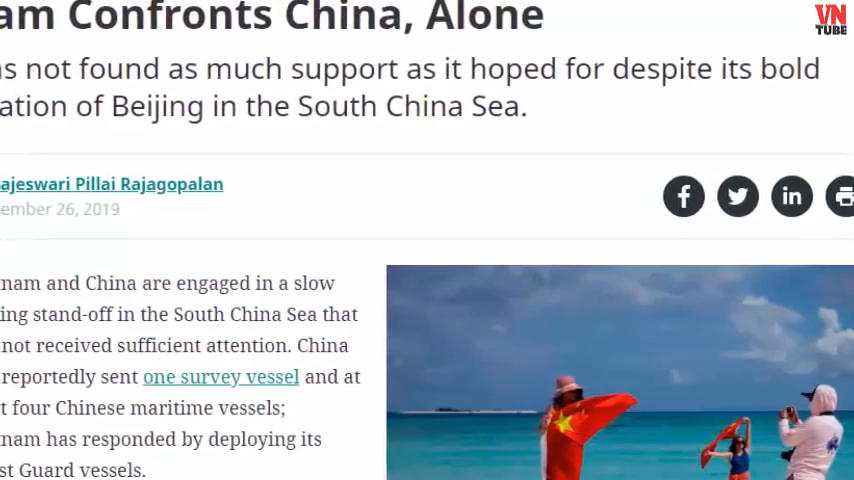 am Confronts China, Alone
VN
TUBE
as not found as much support as it hoped for despite its bold
ation of Beijing in the South China Sea.
ajeswari Pillai Rajagopalan
ember 26, 2019
nam and China are engaged in a slow
ing stand-off in the South China Sea that
not received sufficient attention. China
reportedly sent one survey vessel and at
t four Chinese maritime vessels;
nam has responded by deploying its
st Guard vessels.